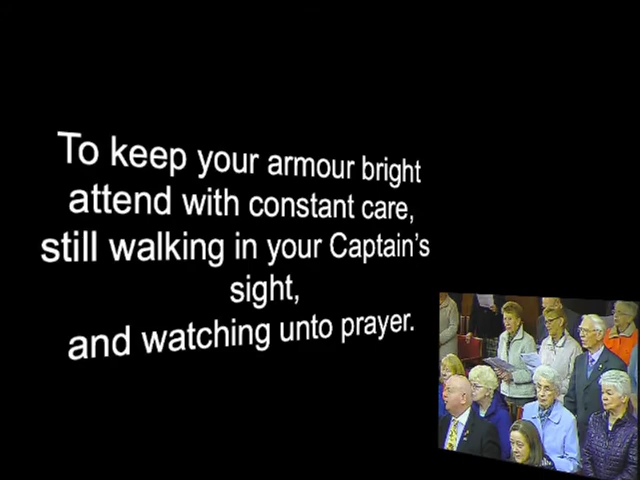 To keep your armour bright
attend with constant care,
still walking in your Captain's
sight,
and watching unto prayer.